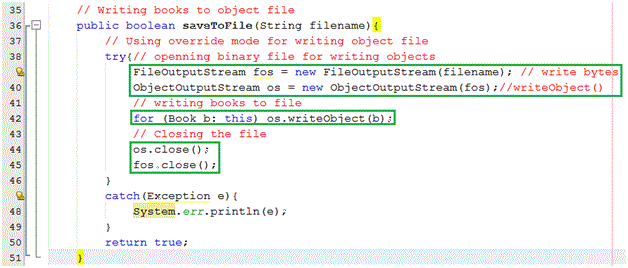 35 // Writing books to object file
36 public boolean saveToFile(String filename){
37 // Using override mode for writing object file
38 try{// openning binary file for writing objects
FileOutputStream fos = new FileOutputStream(filename); // write bytes
40 ObjectOutputStream os = new ObjectOutputStream(fos);//writeObject()
41 // writing books to file
42 for (Book b: this) os.writeObject(b);
43 // Closing the file
44 os.close();
45 fos.close();
46 }
catch(Exception e){
48 System.err.println(e);
49 }
50 return true;
51 }